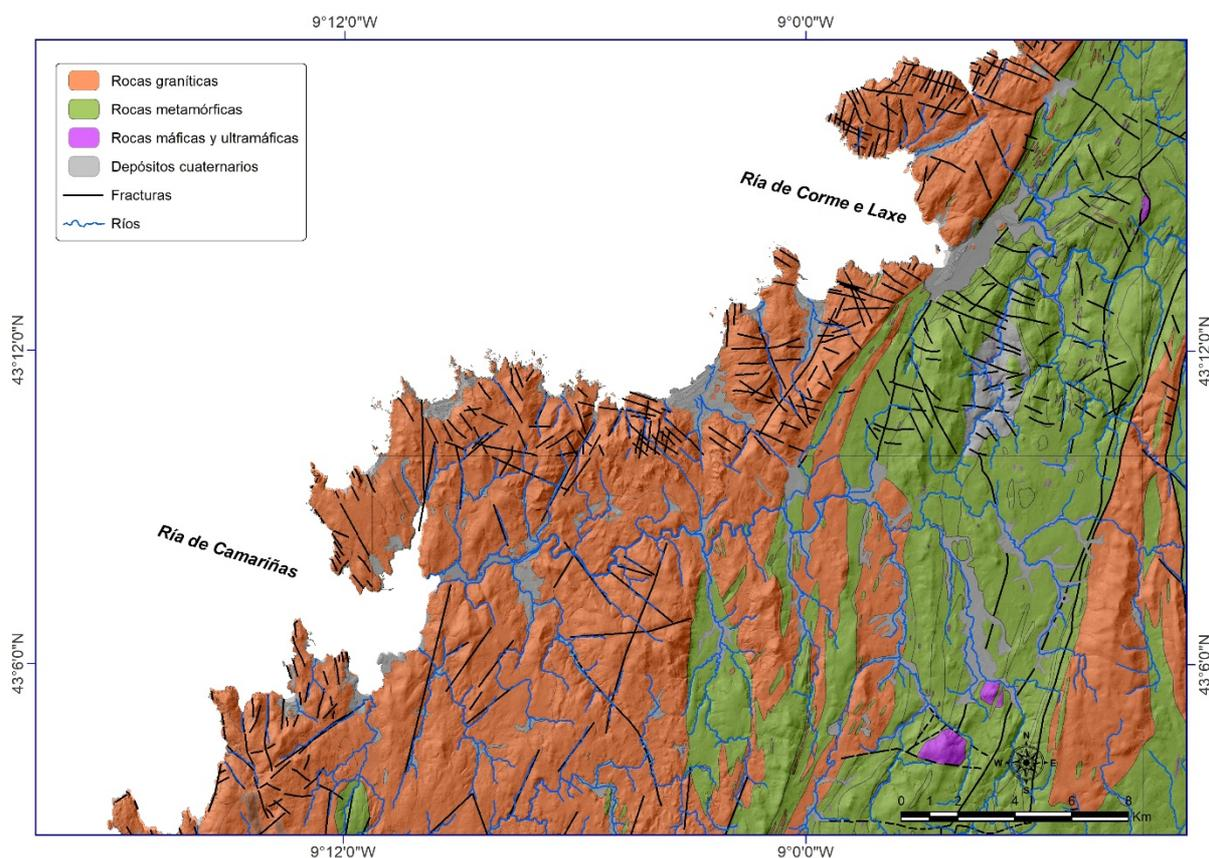 9°12'0"W 9°0'0"W
Rocas graníticas
Rocas metamórficas
Rocas máficas y ultramáficas
Depósitos cuaternarios
Fracturas
Ríos
Ría de Corme e Laxe
43°12'0"N 43°12'0"N
Ría de Camariñas
43°6'0"N 43°6'0"N
N
W E
S
0 1 2 4 6 8
Km
9°12'0"W 9°0'0"W